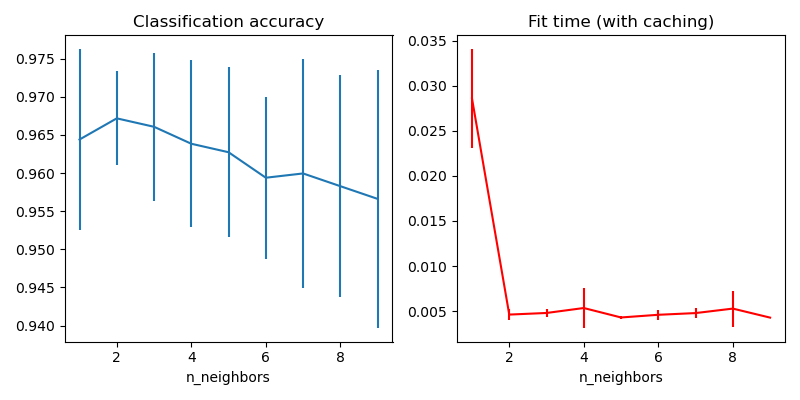 Classification accuracy
0.975
0.970
0.965
0.960
0.955
0.950
0.945
0.940
2 4 6 8
n_neighbors
Fit time (with caching)
0.035
0.030
0.025
0.020
0.015
0.010
0.005
2 4 6 8
n_neighbors